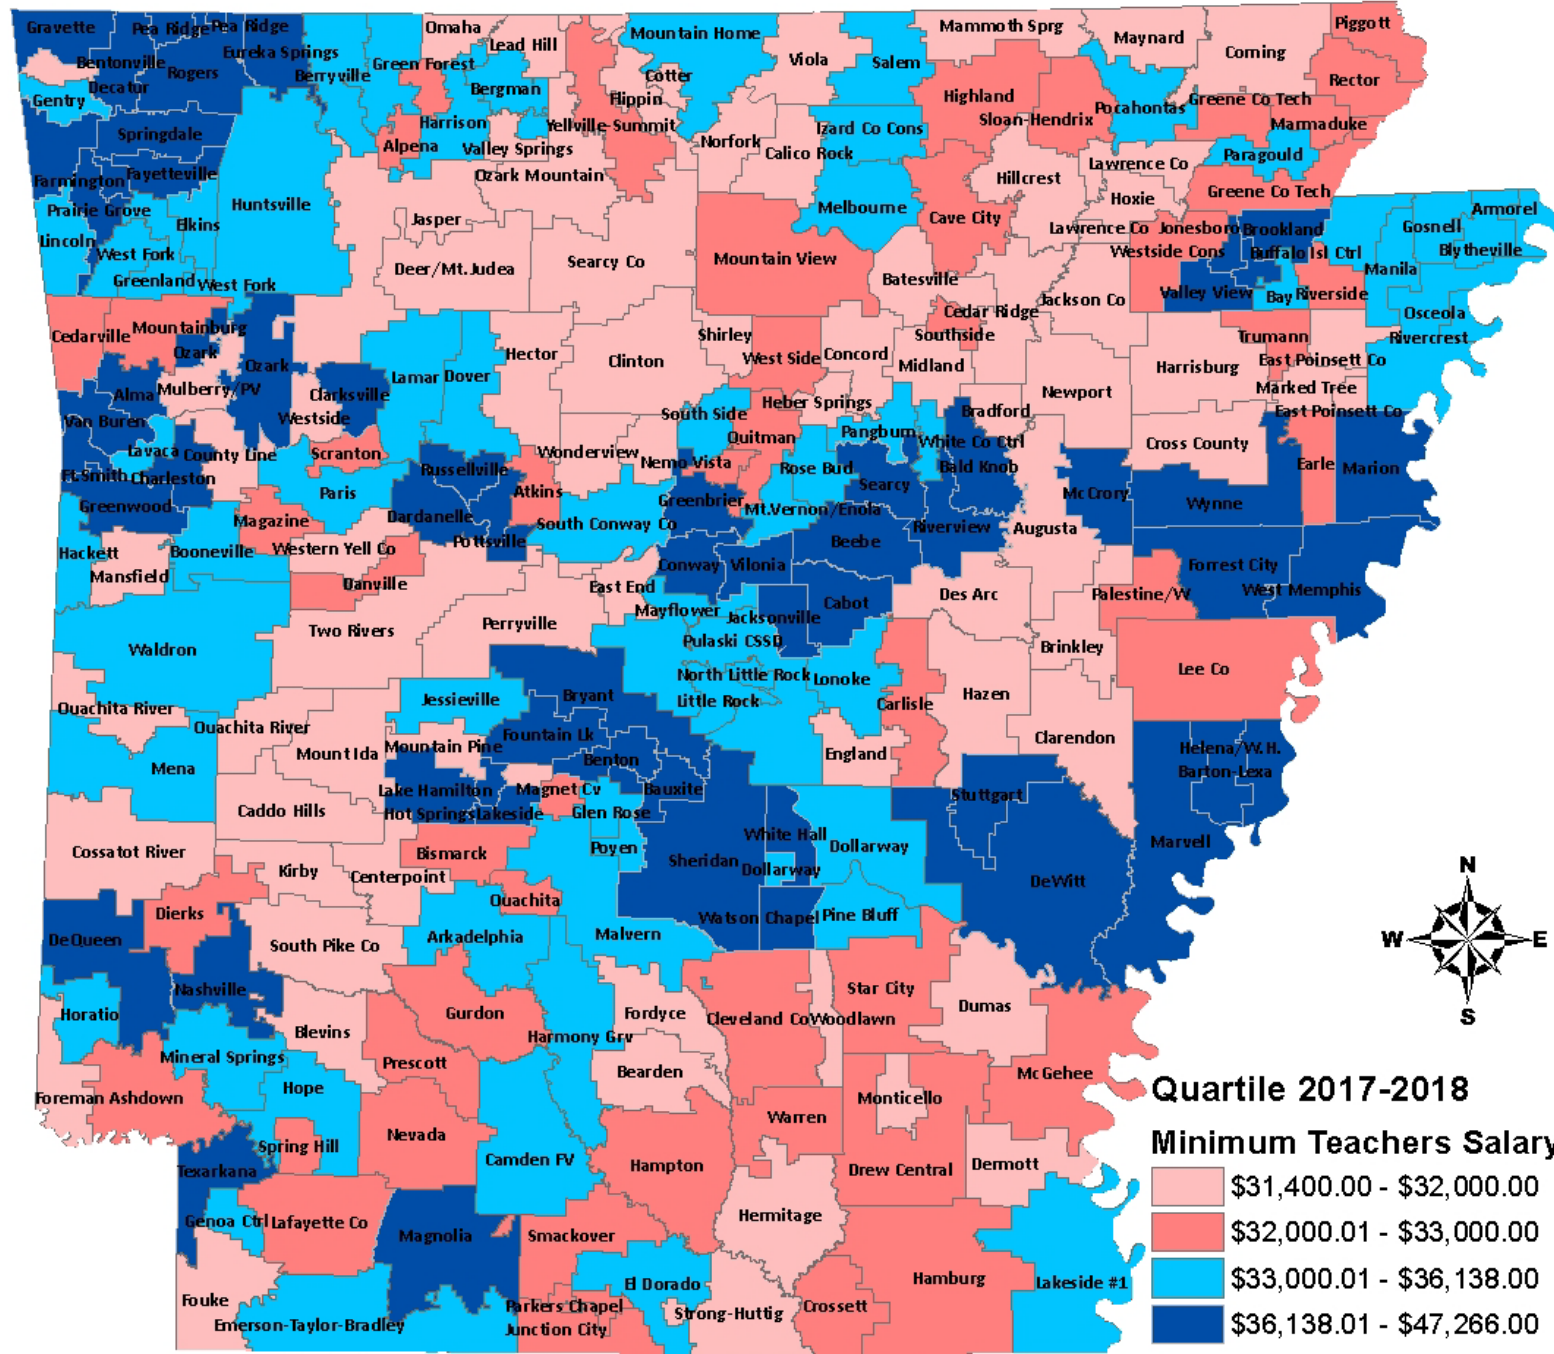 Gravette
Pea Ridge
Pea Ridge
Omaha
Lead Hill
Mountain Home
Mammoth Sprg
Maynard
Corning
Piggott
Eureka Springs
Bentonville
Rogers
Berryville
Green Forest
Viola
Salem
Rector
Decatur
Gentry
Bergman
Cotter
Flippin
Highland
Sloan-Hendrix
Pocahontas
Greene Co Tech
Marmaduke
Springdale
Harrison
Yellville-Summit
Izard Co Cons
Alpena
Valley Springs
Norfork
Calico Rock
Paragould
Farmington
Fayetteville
Ozark Mountain
Hillcrest
Lawrence Co
Greene Co Tech
Hoxie
Prairie Grove
Huntsville
Melbourne
Armorel
Elkins
Jasper
Cave City
Lawrence Co
Jonesboro
Brookland
Gosnell
Lincoln
West Fork
Westside Cons
Buffalo Isl Ctrl
Blytheville
Deer/Mt.Judea
Searcy Co
Mountain View
Manila
Greenland
West Fork
Batesville
Valley View
Bay
Riverside
Jackson Co
Cedar Ridge
Osceola
Cedarville
Mountainburg
Shirley
Southside
Trumann
Rivercrest
Ozark
Ozark
Hector
Clinton
West Side
Concord
Midland
Harrisburg
East Poinsett Co
Lamar
Dover
Alma
Mulberry/PV
Clarksville
Newport
Marked Tree
Van Buren
Westside
South Side
Heber Springs
Bradford
East Poinsett Co
Quitman
Pangburn
White Co Ctrl
Cross County
Lavaca
County Line
Scranton
Wonderview
Nemo Vista
Rose Bud
Bald Knob
Earle
Marion
Ft.Smith
Charleston
Russellville
Paris
Atkins
Searcy
McCrory
Greenwood
Greenbrier
Mt.Vernon/Enola
Wynne
Magazine
Dardanelle
South Conway Co
Riverview
Augusta
Hackett
Booneville
Western Yell Co
Pottsville
Beebe
Mansfield
Danville
Conway
Vilonia
Forrest City
East End
Des Arc
Palestine/W
West Memphis
Mayflower
Jacksonville
Cabot
Two Rivers
Perryville
Waldron
Pulaski CSSD
Brinkley
Lee Co
North Little Rock
Lonoke
Jessieville
Bryant
Little Rock
Carlisle
Hazen
Ouachita River
Ouachita River
Fountain Lk
Clarendon
Mount Ida
Mountain Pine
England
Helena/W.H.
Mena
Benton
Barton-Lexa
Lake Hamilton
Magnet Cv
Bauxite
Stuttgart
Caddo Hills
Hot Springs
Lakeside
Glen Rose
White Hall
Cossatot River
Bismarck
Poyen
Sheridan
Dollarway
Marvell
Kirby
Centerpoint
Dollarway
DeWitt
Dierks
Ouachita
Watson Chapel
Pine Bluff
DeQueen
South Pike Co
Arkadelphia
Malvern
Nashville
Star City
Horatio
Gurdon
Fordyce
Dumas
Blevins
Cleveland Co
Woodlawn
Harmony Grv
Mineral Springs
Prescott
Bearden
McGehee
Hope
Foreman
Ashdown
Monticello
Warren
Nevada
Spring Hill
Camden FV
Hampton
Drew Central
Dermott
Texarkana
Genoa Ctrl
Lafayette Co
Hermitage
Magnolia
Smackover
Hamburg
Lakeside #1
El Dorado
Fouke
Parkers Chapel
Strong-Huttig
Crossett
Emerson-Taylor-Bradley
Junction City
N
W
E
S
Quartile 2017-2018
Minimum Teachers Salary
$31,400.00 - $32,000.00
$32,000.01 - $33,000.00
$33,000.01 - $36,138.00
$36,138.01 - $47,266.00